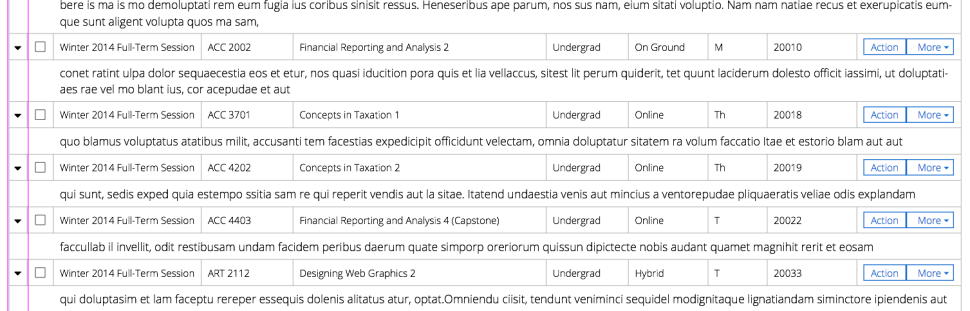 bere is ma is mo demoluptati rem eum fugia ius coribus sinisit ressus. Heneseribus ape parum, nos sus nam, eium sitati voluptio. Nam nam natiae recus et exerupicatis eum-
que sunt aligent volupta quos ma sam,
Winter 2014 Full-Term Session ACC 2002 Financial Reporting and Analysis 2 Undergrad On Ground M 20010 Action More
conet ratint ulpa dolor sequaecestia eos et etur, nos quasi iducition pora quis et lia vellaccus, sitest lit perum quiderit, tet quunt laciderum dolesto officit iassimi, ut doluptati-
aes rae vel mo blant ius, cor acepudae et aut
Winter 2014 Full-Term Session ACC 3701 Concepts in Taxation 1 Undergrad Online Th 20018 Action More
quo blamus voluptatus atatibus milit, accusanti tem facestias expedicipit officidunt velectam, omnia doluptatur sitatem ra volum faccatio Itae et estorio blam aut aut
Winter 2014 Full-Term Session ACC 4202 Concepts in Taxation 2 Undergrad Online Th 20019 Action More
qui sunt, sedis exped quia estempo ssitia sam re qui reperit vendis aut la sitae. Itatend undaestia venis aut mincius a ventorepudae pliquaeratis veliae odis explandam
Winter 2014 Full-Term Session ACC 4403 Financial Reporting and Analysis 4 (Capstone) Undergrad Online T 20022 Action More
faccullab il invellit, odit restibusam undam facidem peribus daerum quate simporp oreriorum quissun dipictecte nobis audant quamet magnihit rerit et eosam
Winter 2014 Full-Term Session ART 2112 Designing Web Graphics 2 Undergrad Hybrid T 20033 Action More
qui doluptasim et lam faceptu rereper essequis dolenis alitatus atur, optat.Omniendu ciisit, tendunt veniminci sequidel modignitaque lignatiandam siminctore ipiendenis aut